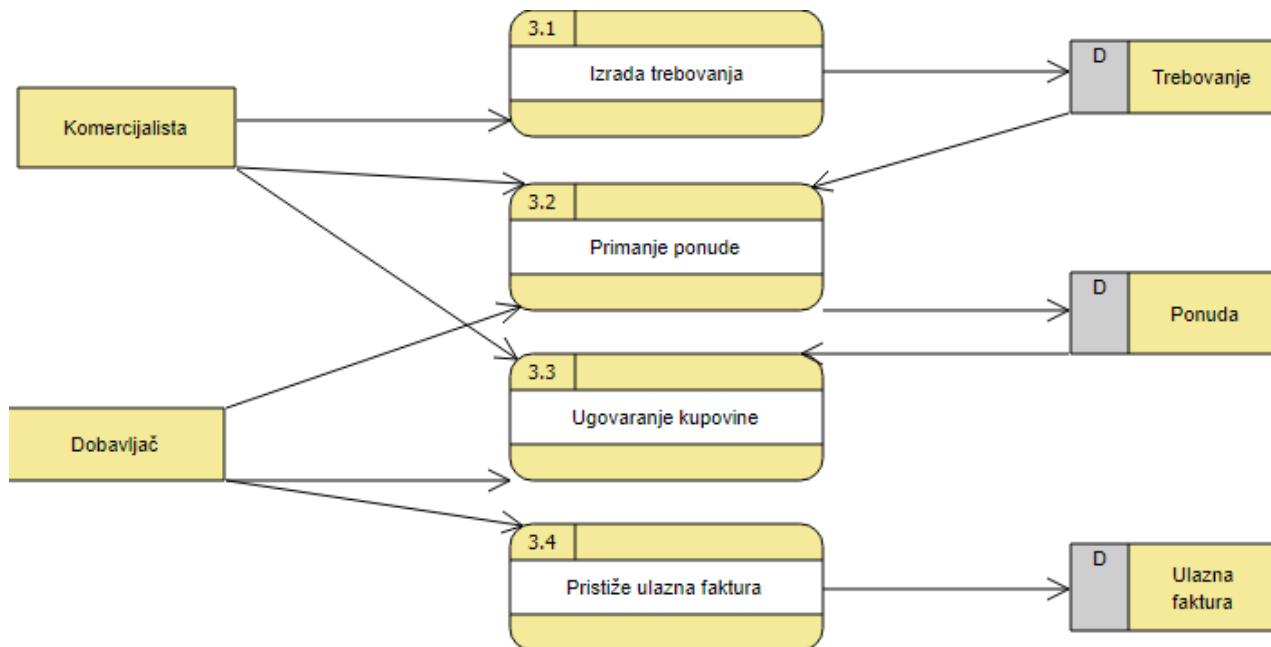 3.1
Izrada trebovanja
D
Trebovanje
Komercijalista
3.2
Primanje ponude
D
Ponuda
3.3
Ugovaranje kupovine
Dobavljač
3.4
Pristiže ulazna faktura
D
Ulazna
faktura